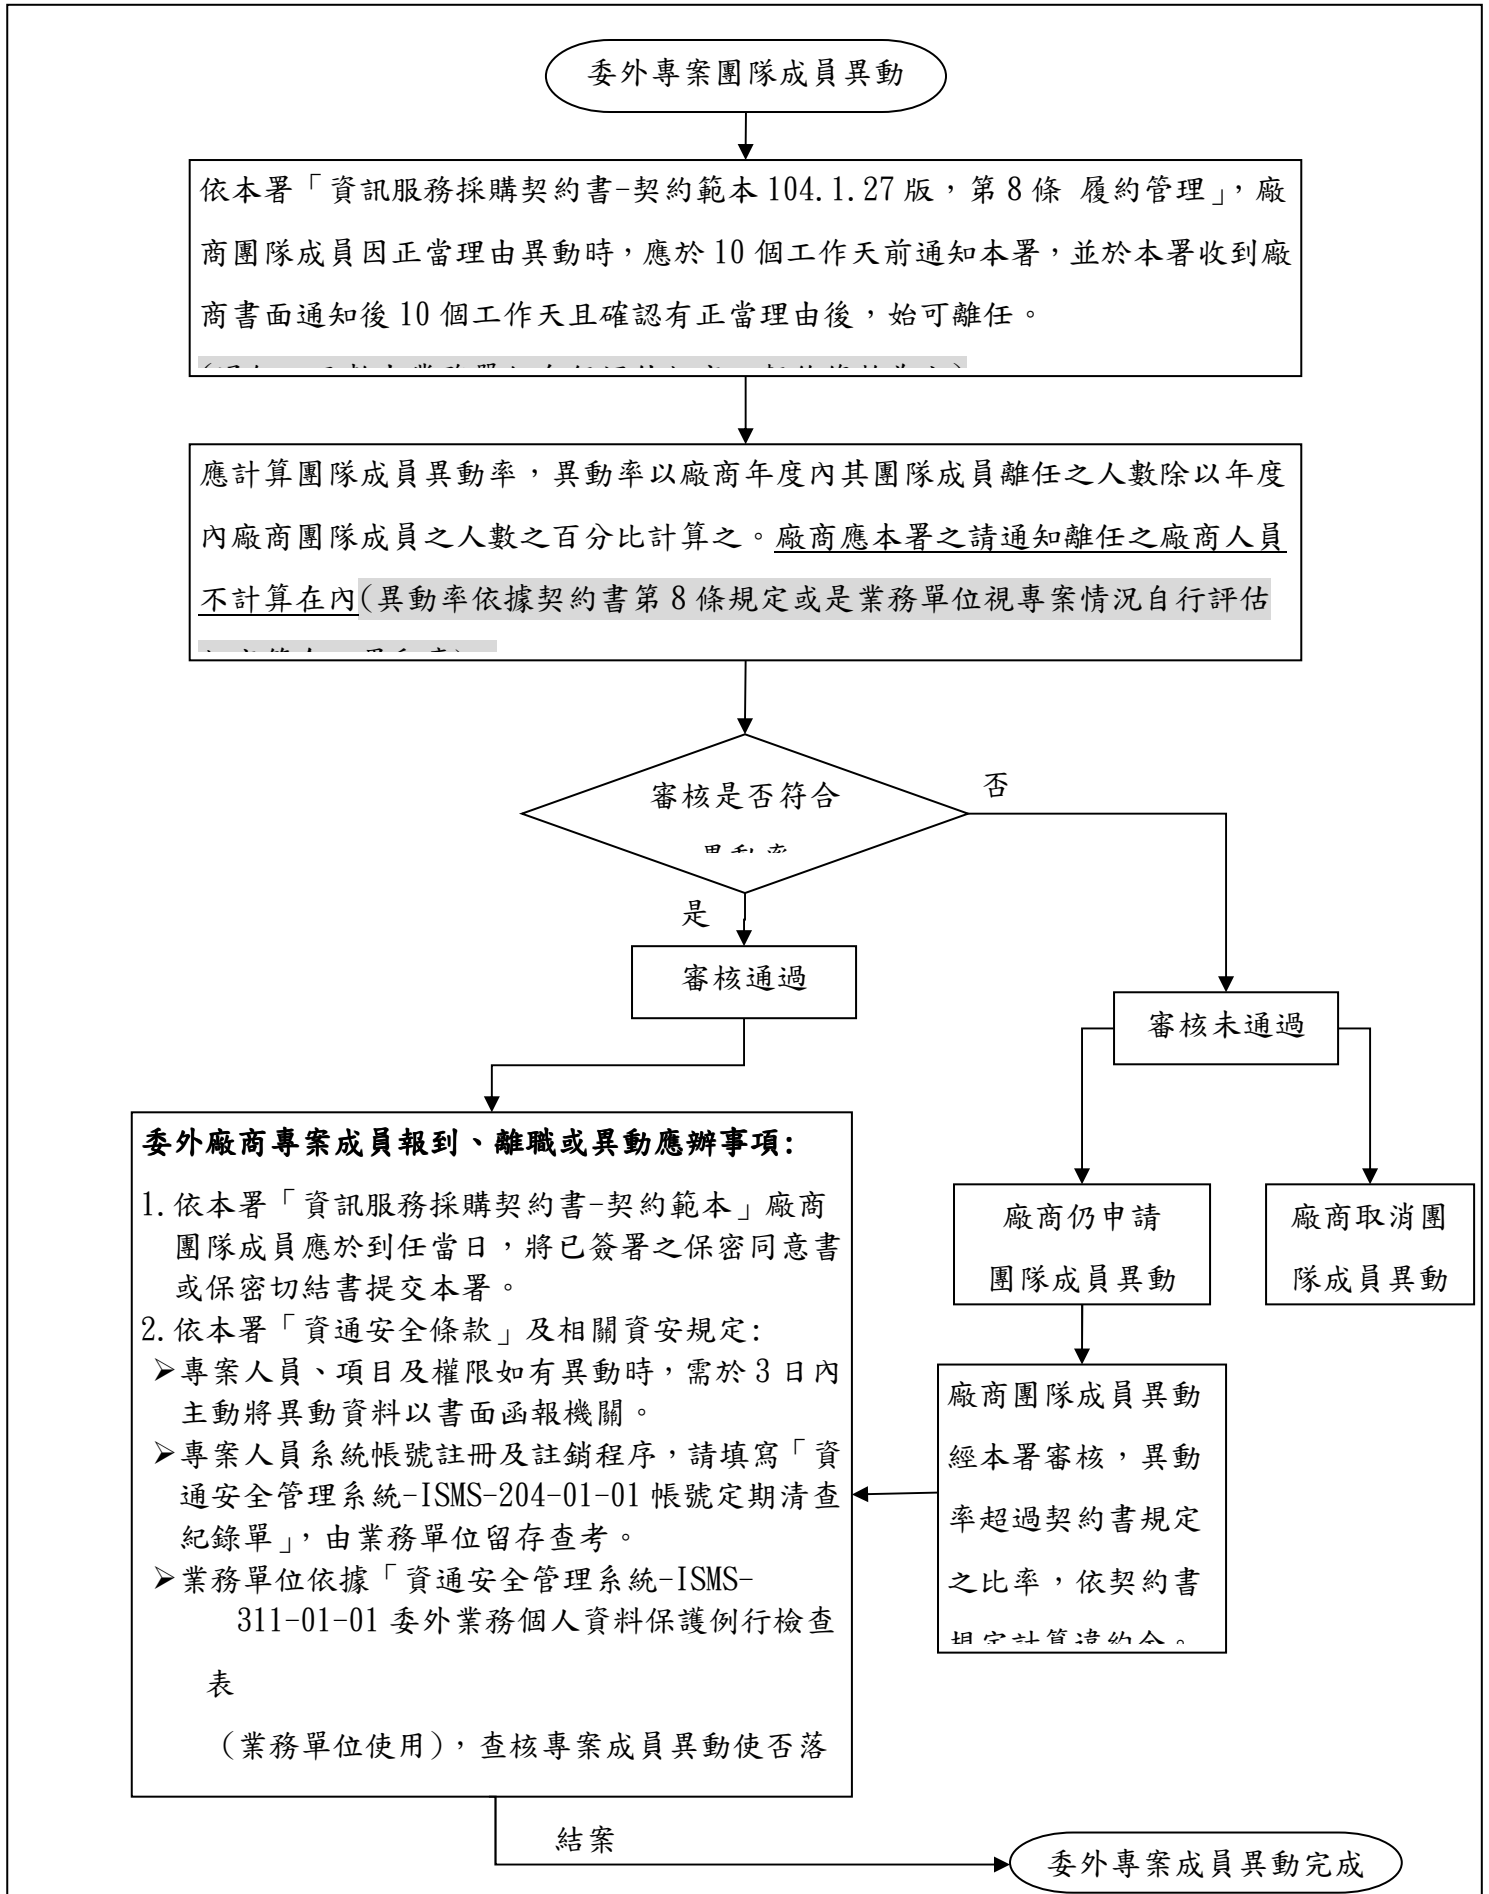 委外專案團隊成員異動
依本署「資訊服務採購契約書-契約範本 104.1.27 版，第 8 條 履約管理」，廠
商團隊成員因正當理由異動時，應於 10 個工作天前通知本署，並於本署收到廠
商書面通知後 10 個工作天且確認有正當理由後，始可離任。
應計算團隊成員異動率，異動率以廠商年度內其團隊成員離任之人數除以年度
內廠商團隊成員之人數之百分比計算之。廠商應本署之請通知離任之廠商人員
不計算在內(異動率依據契約書第 8 條規定或是業務單位視專案情況自行評估
審核是否符合
異動率
否
是
審核通過
審核未通過
委外廠商專案成員報到、離職或異動應辦事項:
1.依本署「資訊服務採購契約書-契約範本」廠商
團隊成員應於到任當日，將已簽署之保密同意書
或保密切結書提交本署。
2.依本署「資通安全條款」及相關資安規定:
➢專案人員、項目及權限如有異動時，需於 3 日內
主動將異動資料以書面函報機關。
➢專案人員系統帳號註冊及註銷程序，請填寫「資
通安全管理系統-ISMS-204-01-01 帳號定期清查
紀錄單」，由業務單位留存查考。
➢業務單位依據「資通安全管理系統-ISMS-
311-01-01 委外業務個人資料保護例行檢查
表
(業務單位使用)，查核專案成員異動使否落
廠商仍申請
團隊成員異動
廠商取消團
隊成員異動
廠商團隊成員異動
經本署審核，異動
率超過契約書規定
之比率，依契約書
規定計算違約金。
結案
委外專案成員異動完成